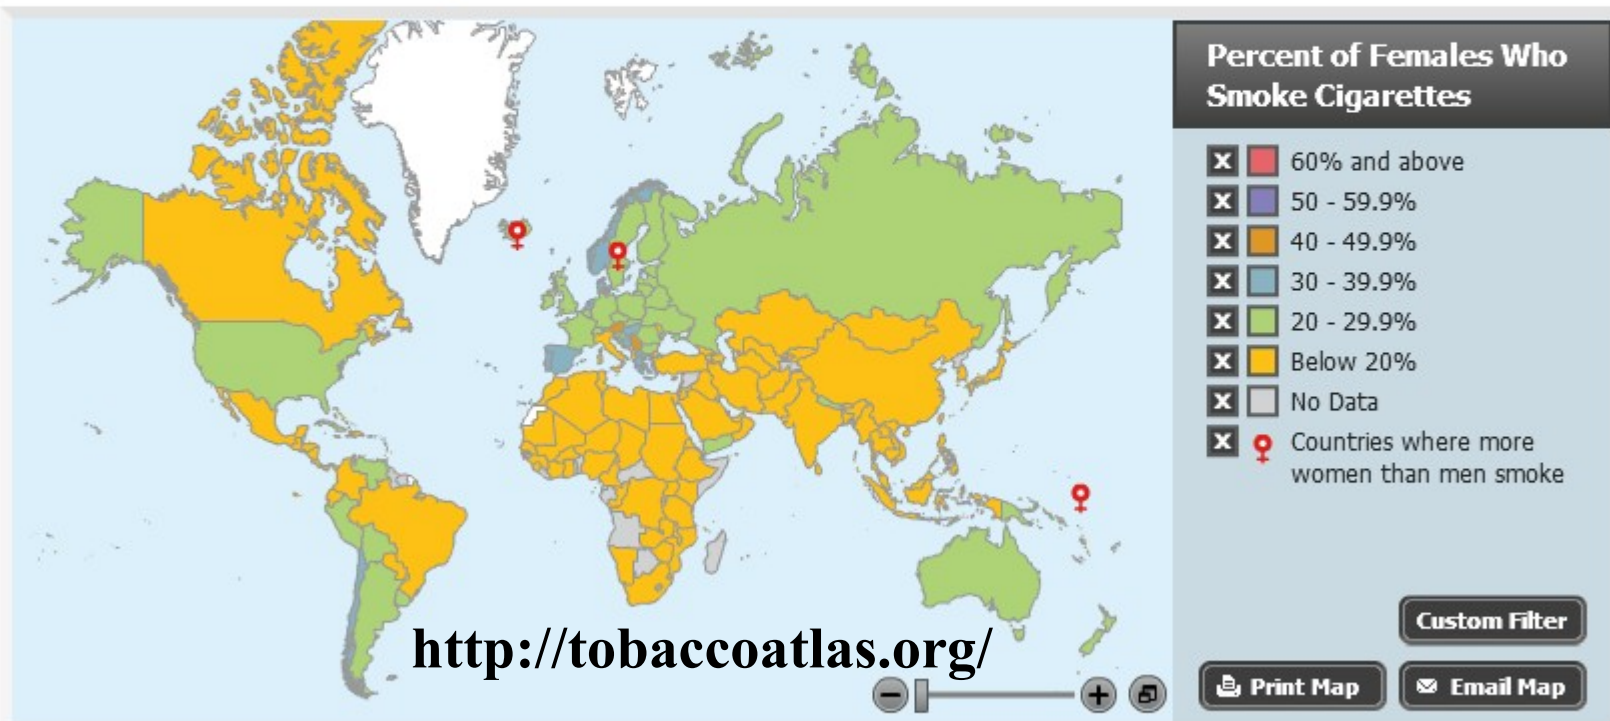 Percent of Females Who
Smoke Cigarettes
X 60% and above
X 50 - 59.9%
X 40 - 49.9%
X 30 - 39.9%
X 20 - 29.9%
X Below 20%
X No Data
X Countries where more
women than men smoke
http://tobaccoatlas.org/
Custom Filter
Print Map
Email Map